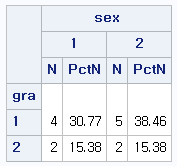 sex
1 2
N PctN N PctN
gra
1 4 30.77 5 38.46
2 2 15.38 2 15.38